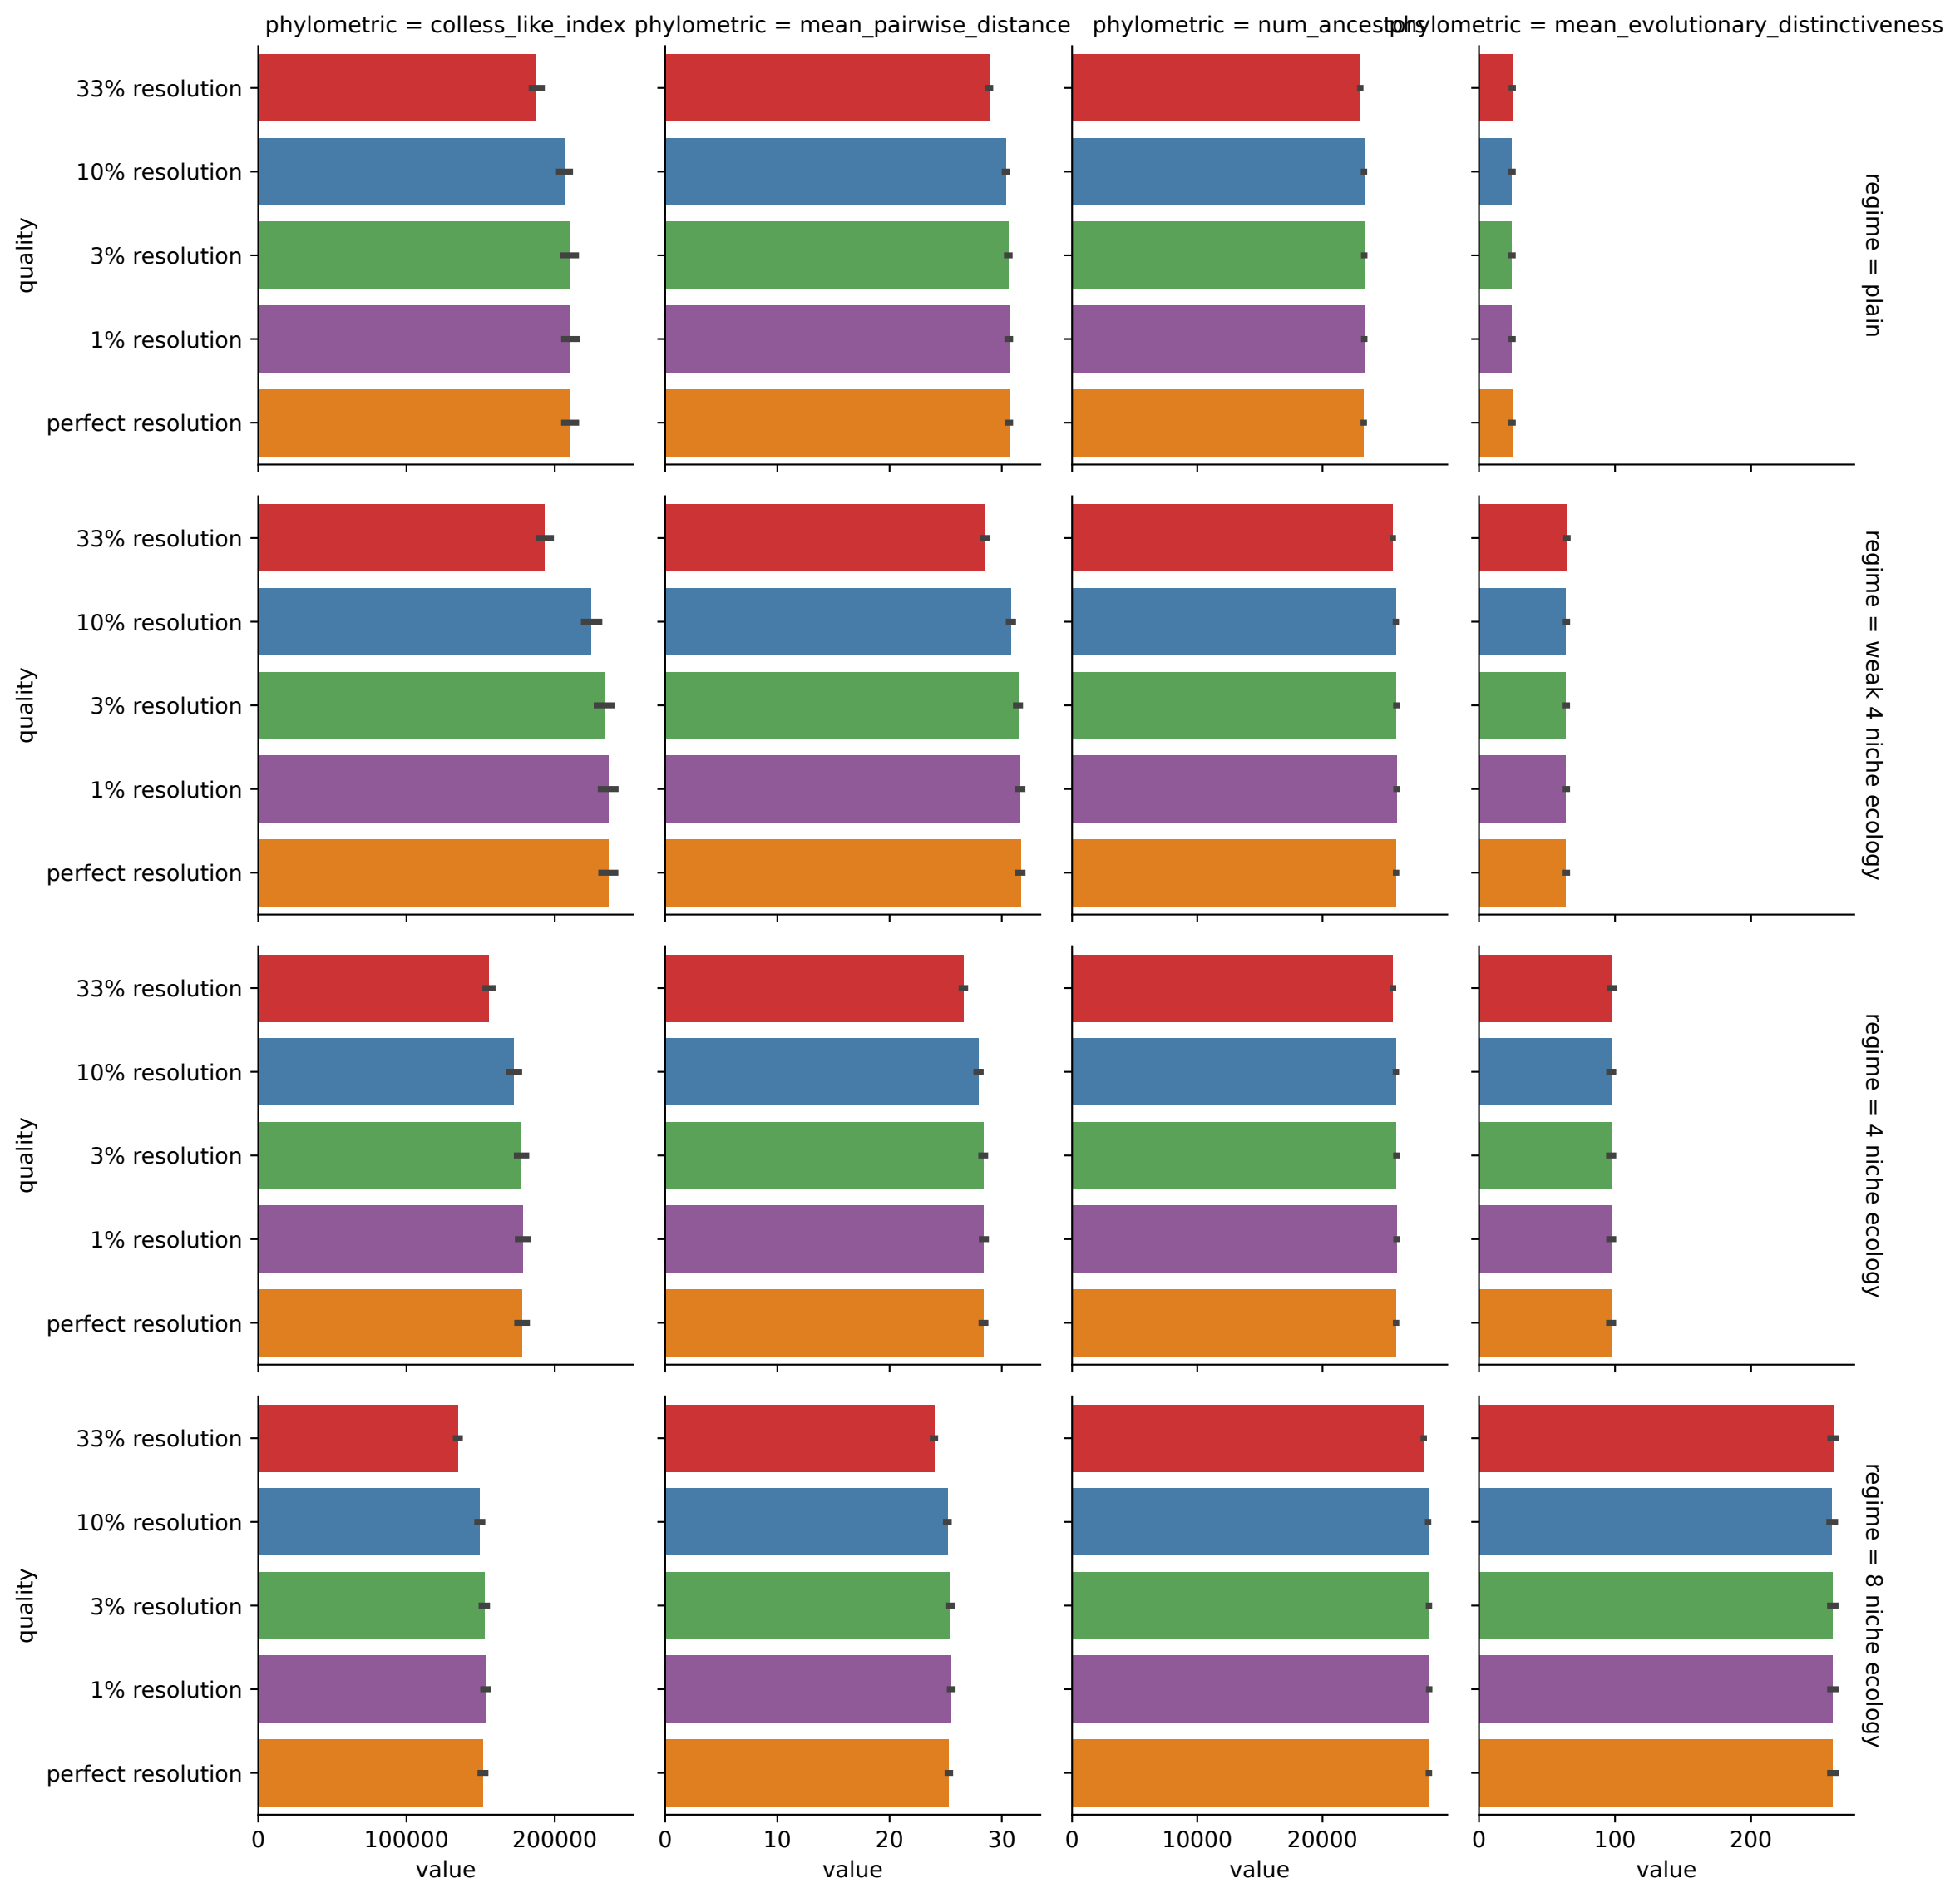 phylometric = colless_like_index
phylometric = mean_pairwise_distance
phylometric = num_ancestors
phylometric = mean_evolutionary_distinctiveness
quality
33% resolution
10% resolution
3% resolution
1% resolution
perfect resolution
regime = plain
quality
33% resolution
10% resolution
3% resolution
1% resolution
perfect resolution
regime = weak 4 niche ecology
quality
33% resolution
10% resolution
3% resolution
1% resolution
perfect resolution
regime = 4 niche ecology
quality
33% resolution
10% resolution
3% resolution
1% resolution
perfect resolution
regime = 8 niche ecology
0 100000 200000
0 10 20 30
0 10000 20000
0 100 200
value
value
value
value